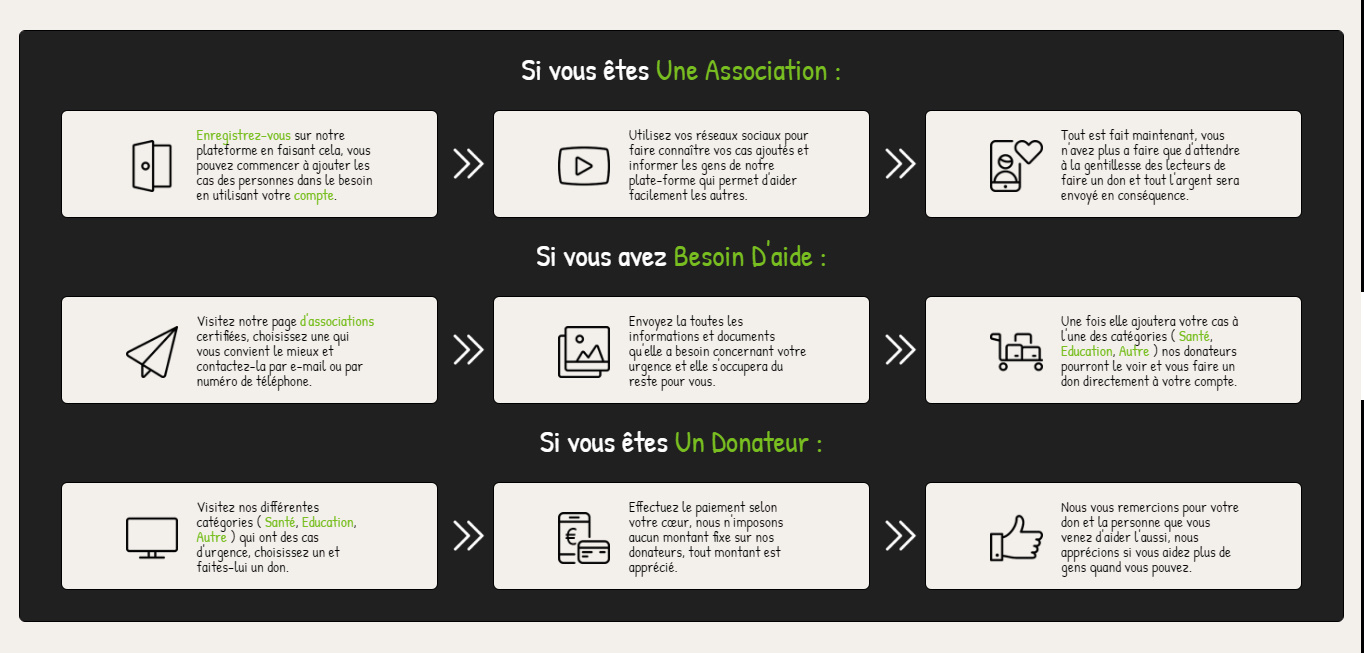 Si vous êtes Une Association :
Enregistrez-vous sur notre
plateforme en faisant cela, vous
pouvez commencer à ajouter les
cas des personnes dans le besoin
en utilisant votre compte.
Utilisez vos réseaux sociaux pour
faire connaître vos cas ajoutés et
informer les gens de notre
plate-forme qui permet d'aider
facilement les autres.
Tout est fait maintenant, vous
n'avez plus a faire que d'attendre
à la gentillesse des lecteurs de
faire un don et tout l'argent sera
envoyé en conséquence.
Si vous avez Besoin D'aide :
Visitez notre page d'associations
certifiées, choisissez une qui
vous convient le mieux et
contactez-la par e-mail ou par
numéro de téléphone.
Envoyez la toutes les
informations et documents
qu'elle a besoin concernant votre
urgence et elle s'occupera du
reste pour vous.
Une fois elle ajoutera votre cas à
l'une des catégories ( Santé,
Education, Autre ) nos donateurs
pourront le voir et vous faire un
don directement à votre compte.
Si vous êtes Un Donateur :
Visitez nos différentes
catégories ( Santé, Education,
Autre ) qui ont des cas
d'urgence, choisissez un et
faites-lui un don.
Effectuez le paiement selon
votre cœur, nous n'imposons
aucun montant fixe sur nos
donateurs, tout montant est
apprécié.
Nous vous remercions pour votre
don et la personne que vous
venez d'aider l'aussi, nous
apprécions si vous aidez plus de
gens quand vous pouvez.